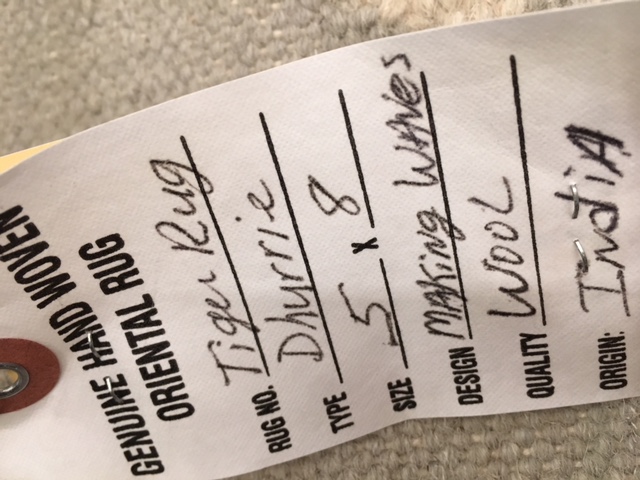 GENUINE HAND WOVEN
ORIENTAL RUG
RUG NO. Tiger Rug
TYPE Dhurrie
SIZE 5 x 8
DESIGN MAKing WAVes
QUALITY WOOL
ORIGIN: IndiA